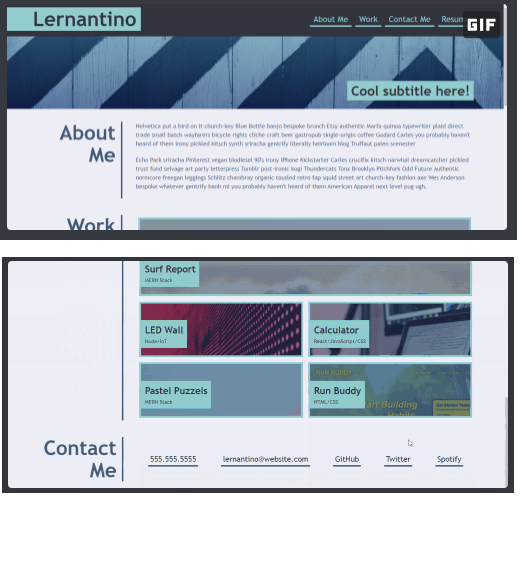 Lernantino
About Me Work Contact Me Resum
GIF
Cool subtitle here!
About
Me
Helvetica put a bird on it church-key Blue Bottle banjo bespoke brunch Etsy authentic Marfa quinoa typewriter plaid direct
trade small batch wayfarers bicycle rights cliche craft beer gastropub single-origin coffee Godard Carles you probably haven't
heard of them irony pickled kitsch synth sriracha gentrify literally heirloom blog Truffaut paleo scenester
Echo Park sriracha Pinterest vegan biodiesel 90's irony iPhone Kickstarter Carles crucifix kitsch narwhal dreamcatcher pickled
trust fund selvage art party letterpress Tumblr post-ironic kogi Thundercats Tonx Brooklyn Pitchfork Odd Future authentic
normcore freegan leggings Schlitz chambray organic tousled retro fap squid street art church-key fashion axe Wes Anderson
bespoke whatever gentrify banh mi you probably haven't heard of them American Apparel next level pug ugh.
Work
Surf Report
MERN Stack
LED Wall
Node/IoT
Calculator
React/JavaScript/CSS
Pastel Puzzels
MERN Stack
RUN BUDDY
Run Buddy
HTML/CSS
art Building
Habits
Contact
Me
555.555.5555 lernantino@website.com GitHub Twitter Spotify